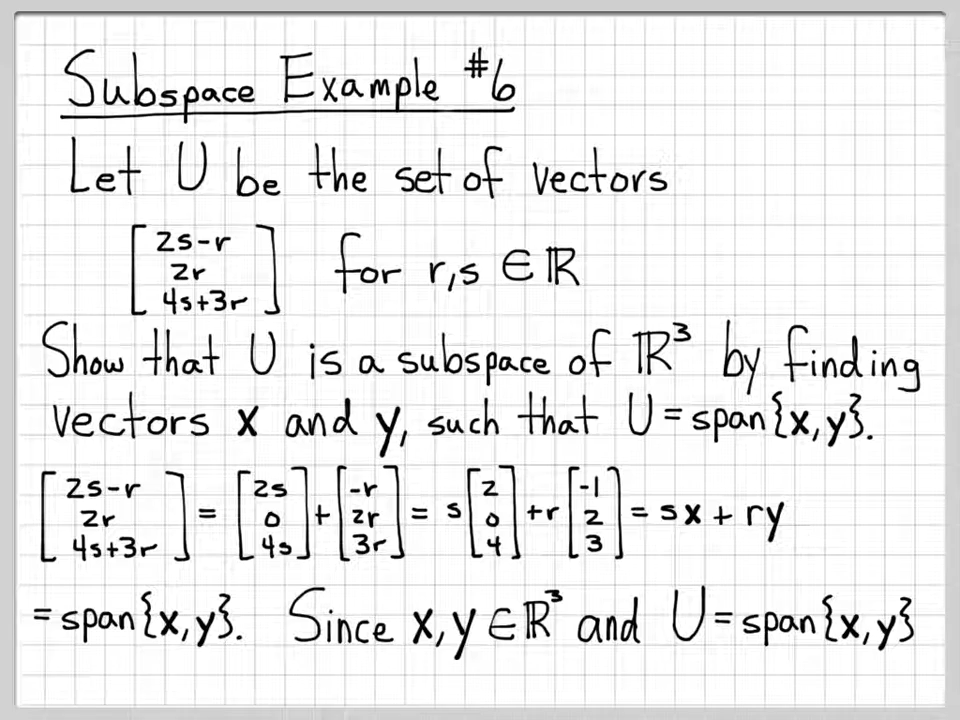 Subspace Example #6
Let U be the set of vectors
[2s-r
2r
4s+3r] for r,s ∈ ℝ
Show that U is a subspace of ℝ³ by finding
vectors x and y, such that U = span{x,y}.
[2s-r
2r
4s+3r] = [2s
0
4s] + [-r
2r
3r] = s[2
0
4] + r[-1
2
3] = sx + ry
= span{x,y}. Since x,y ∈ ℝ³ and U = span{x,y}